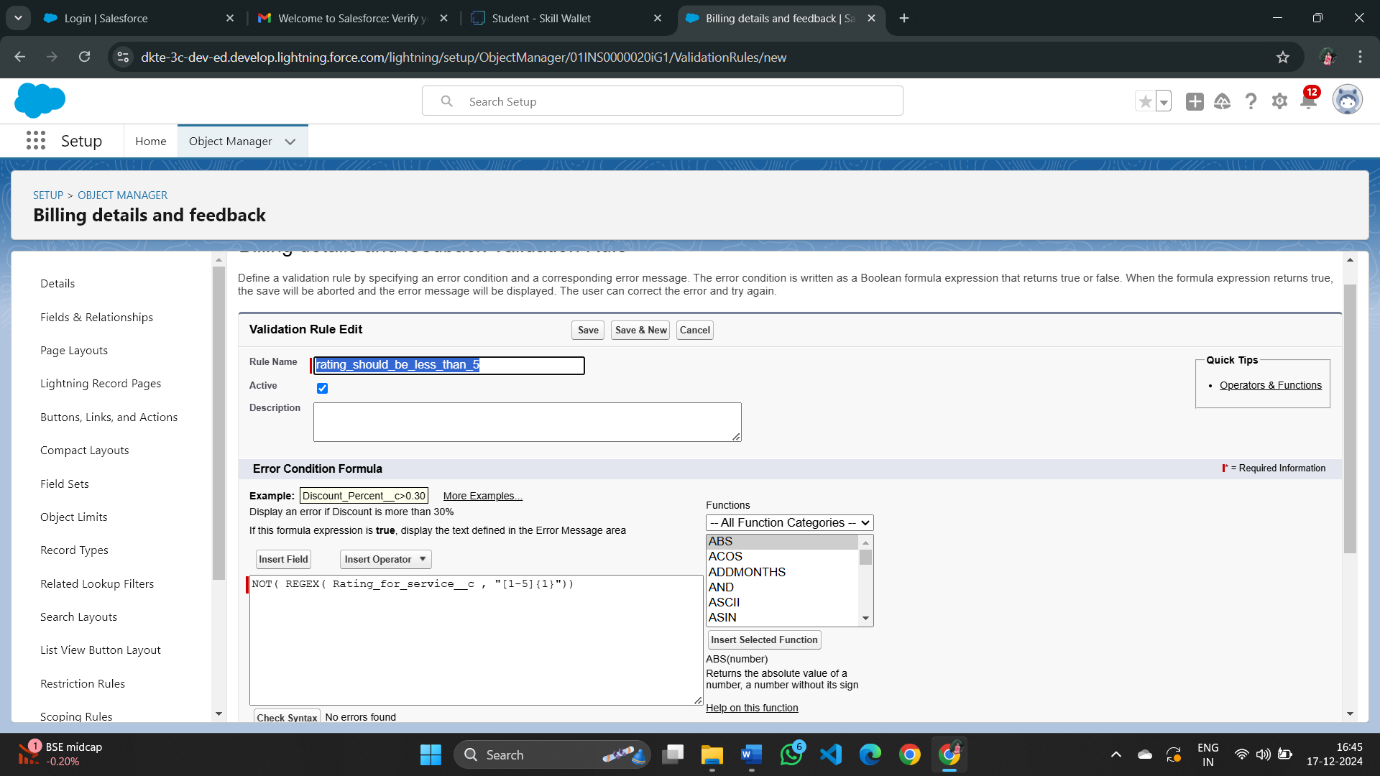 Login | Salesforce
Welcome to Salesforce: Verify y
Student - Skill Wallet
Billing details and feedback | Sa
dkte-3c-dev-ed.develop.lightning.force.com/lightning/setup/ObjectManager/01INS0000020iG1/ValidationRules/new
Search Setup
12
Setup
Home
Object Manager
SETUP > OBJECT MANAGER
Billing details and feedback
Billing details and feedback Validation Rule
Define a validation rule by specifying an error condition and a corresponding error message. The error condition is written as a Boolean formula expression that returns true or false. When the formula expression returns true,
the save will be aborted and the error message will be displayed. The user can correct the error and try again.
Details
Fields & Relationships
Page Layouts
Lightning Record Pages
Buttons, Links, and Actions
Compact Layouts
Field Sets
Object Limits
Record Types
Related Lookup Filters
Search Layouts
List View Button Layout
Restriction Rules
Scoping Rules
Validation Rule Edit
Save
Save & New
Cancel
Rule Name
rating_should_be_less_than_5
Active
Description
Quick Tips
• Operators & Functions
Error Condition Formula
= Required Information
Example: Discount_Percent__c>0.30 More Examples...
Display an error if Discount is more than 30%
If this formula expression is true, display the text defined in the Error Message area
Insert Field
Insert Operator
NOT( REGEX( Rating_for_service__c , "[1-5]{1}"))
Functions
-- All Function Categories --
ABS
ACOS
ADDMONTHS
AND
ASCII
ASIN
Insert Selected Function
ABS(number)
Returns the absolute value of a
number, a number without its sign
Help on this function
Check Syntax No errors found
1
BSE midcap
-0.20%
Search
6
ENG
IN
16:45
17-12-2024